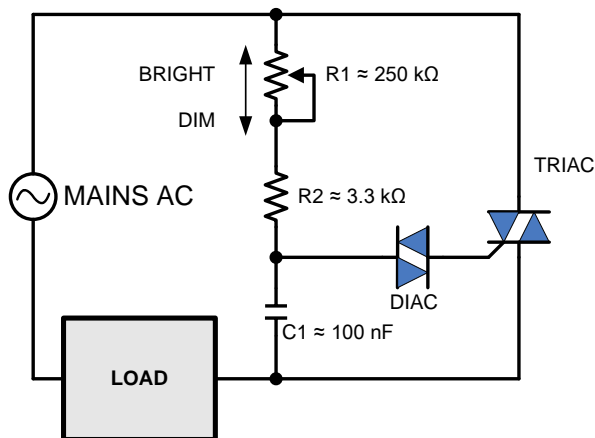 BRIGHT
R1 ≈ 250 kΩ
DIM
TRIAC
MAINS AC
R2 ≈ 3.3 kΩ
DIAC
C1 ≈ 100 nF
LOAD